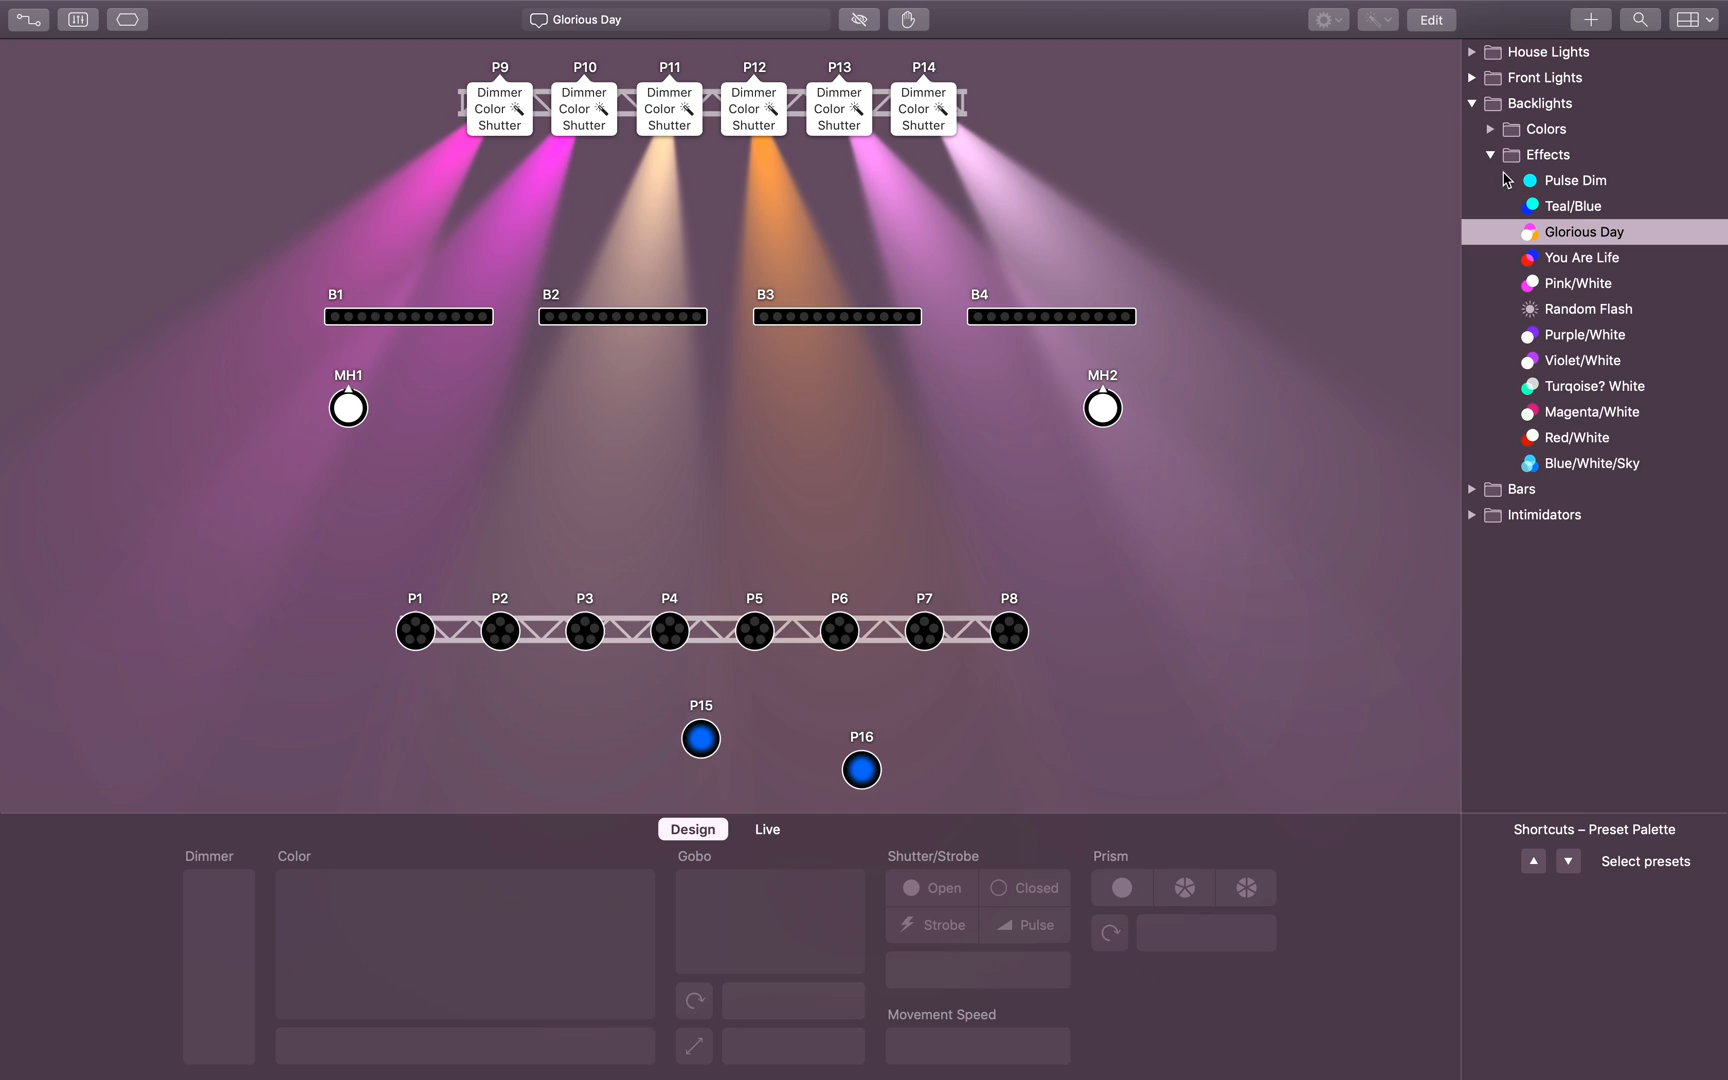 Glorious Day
Edit
P9
P10
P11
P12
P13
P14
Dimmer
Color
Shutter
Dimmer
Color
Shutter
Dimmer
Color
Shutter
Dimmer
Color
Shutter
Dimmer
Color
Shutter
Dimmer
Color
Shutter
B1
B2
B3
B4
MH1
MH2
P1
P2
P3
P4
P5
P6
P7
P8
P15
P16
House Lights
Front Lights
Backlights
Colors
Effects
Pulse Dim
Teal/Blue
Glorious Day
You Are Life
Pink/White
Random Flash
Purple/White
Violet/White
Turqoise? White
Magenta/White
Red/White
Blue/White/Sky
Bars
Intimidators
Design
Live
Dimmer
Color
Gobo
Shutter/Strobe
Open
Closed
Strobe
Pulse
Movement Speed
Prism
Shortcuts – Preset Palette
Select presets